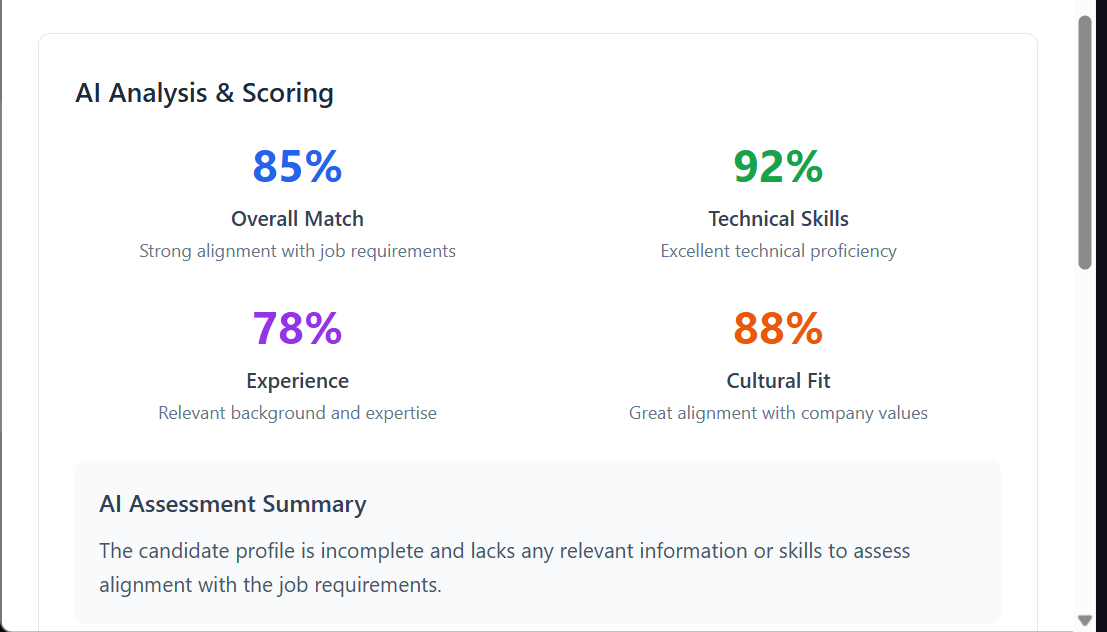 AI Analysis & Scoring
85%
92%
Overall Match
Technical Skills
Strong alignment with job requirements
Excellent technical proficiency
78%
88%
Experience
Cultural Fit
Relevant background and expertise
Great alignment with company values
AI Assessment Summary
The candidate profile is incomplete and lacks any relevant information or skills to assess
alignment with the job requirements.